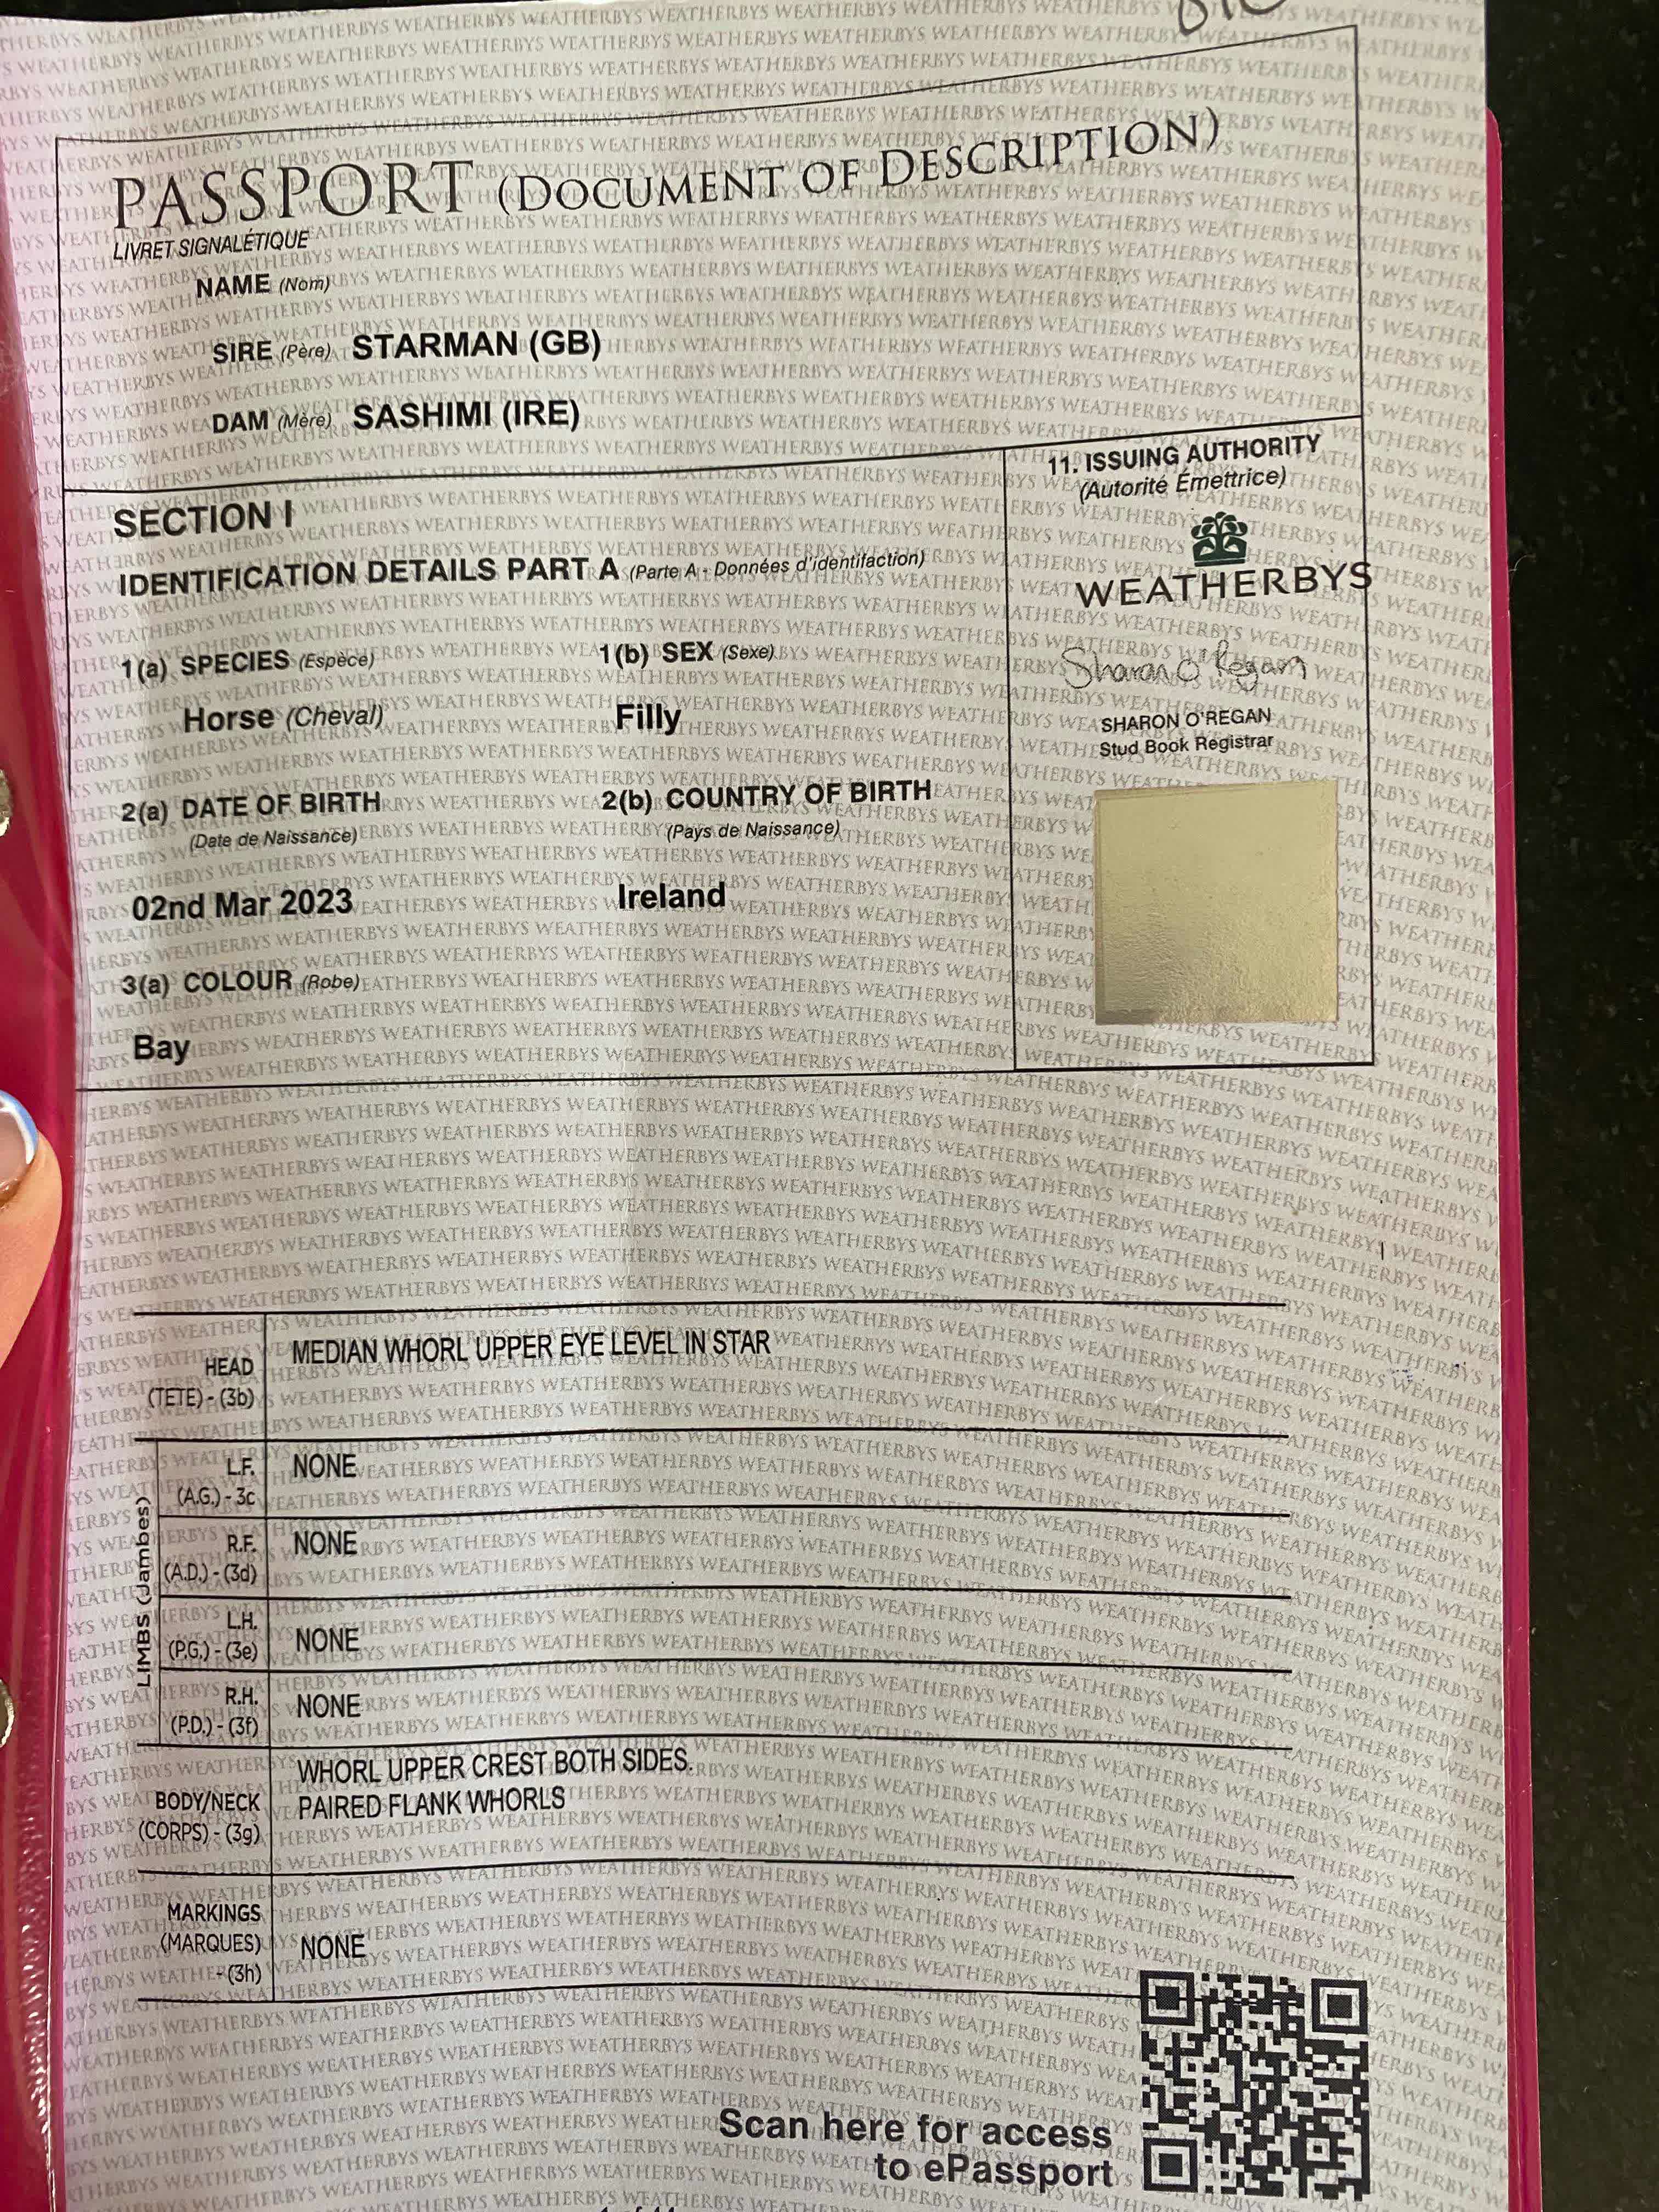 PASSPORT (DOCUMENT OF DESCRIPTION)
LIVRET SIGNALÉTIQUE
NAME (Nom)
SIRE (Père) STARMAN (GB)
DAM (Mère) SASHIMI (IRE)
SECTION I
IDENTIFICATION DETAILS PART A (Parte A - Données d'identifaction)
1(a) SPECIES (Espèce)
1(b) SEX (Sexe)
Horse (Cheval)
Filly
2(a) DATE OF BIRTH
(Date de Naissance)
2(b) COUNTRY OF BIRTH
(Pays de Naissance)
02nd Mar 2023
Ireland
3(a) COLOUR (Robe)
Bay
11. ISSUING AUTHORITY
(Autorité Émettrice)
WEATHERBYS
Sharon O'Regan
SHARON O'REGAN
Stud Book Registrar
HEAD
(TETE) - (3b)
MEDIAN WHORL UPPER EYE LEVEL IN STAR
LIMBS (Jambes)
L.F.
(A.G.) - 3c
NONE
R.F.
(A.D.) - (3d)
NONE
L.H.
(P.G.) - (3e)
NONE
R.H.
(P.D.) - (3f)
NONE
BODY/NECK
(CORPS) - (3g)
WHORL UPPER CREST BOTH SIDES.
PAIRED FLANK WHORLS
MARKINGS
(MARQUES)
- (3h)
NONE
Scan here for access
to ePassport